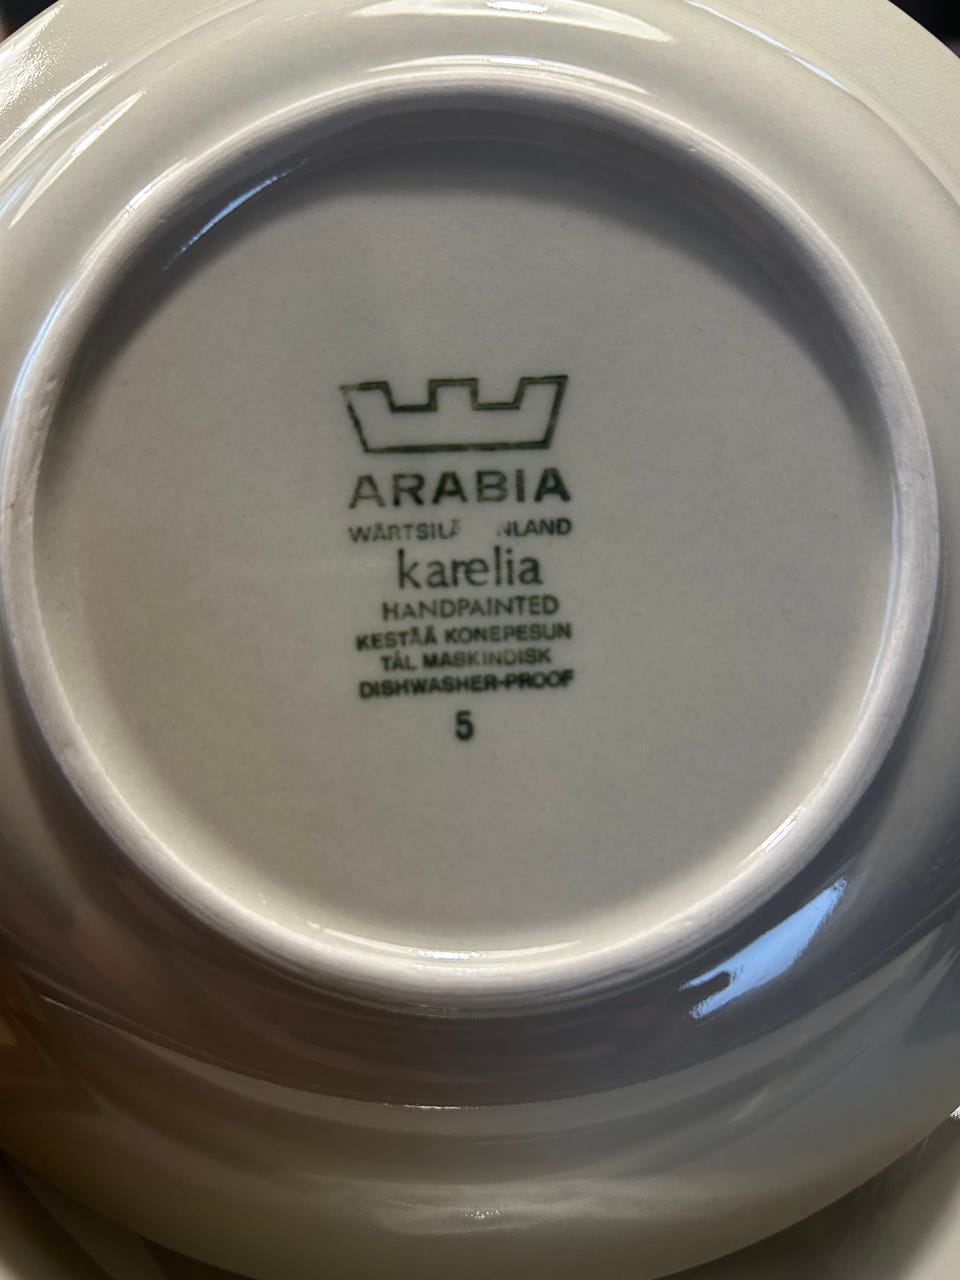 ARABIA
WÄRTSILÄ NLAND
karelia
HANDPAINTED
KESTÄÄ KONEPESUN
TÅL MASKINDISK
DISHWASHER-PROOF
5